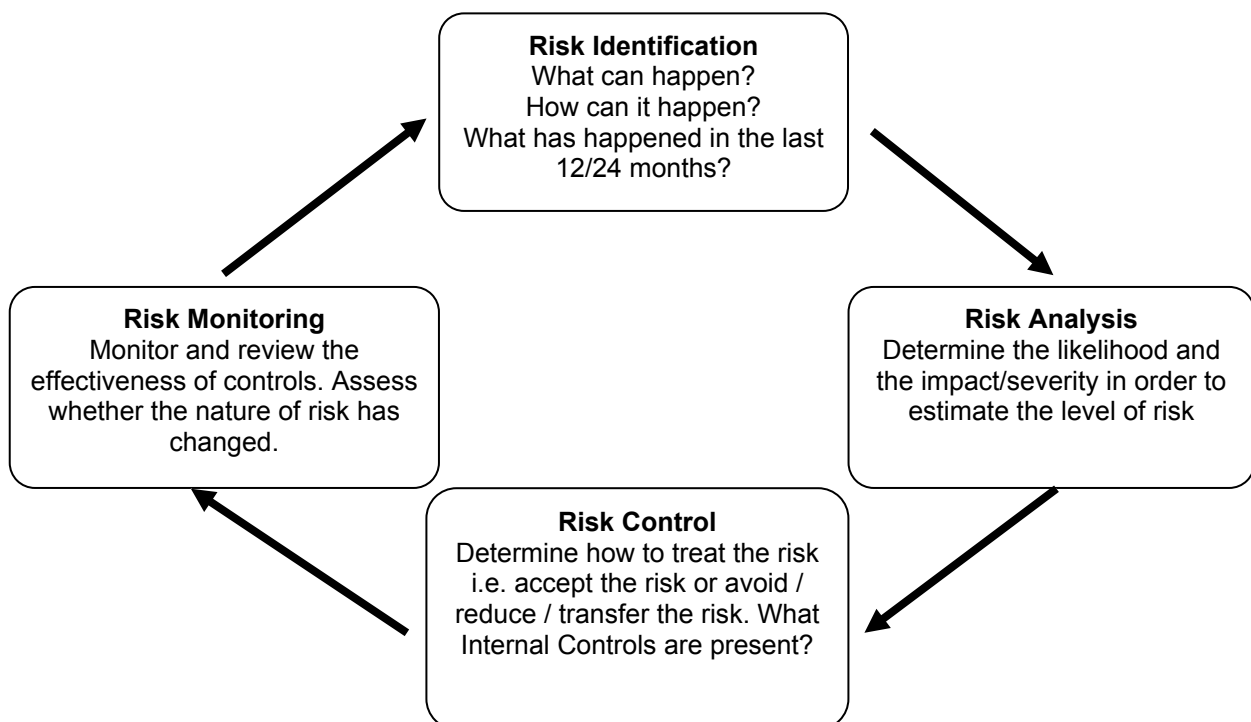 Risk Identification
What can happen?
How can it happen?
What has happened in the last
12/24 months?
Risk Monitoring
Monitor and review the
effectiveness of controls. Assess
whether the nature of risk has
changed.
Risk Analysis
Determine the likelihood and
the impact/severity in order to
estimate the level of risk
Risk Control
Determine how to treat the risk
i.e. accept the risk or avoid /
reduce / transfer the risk. What
Internal Controls are present?